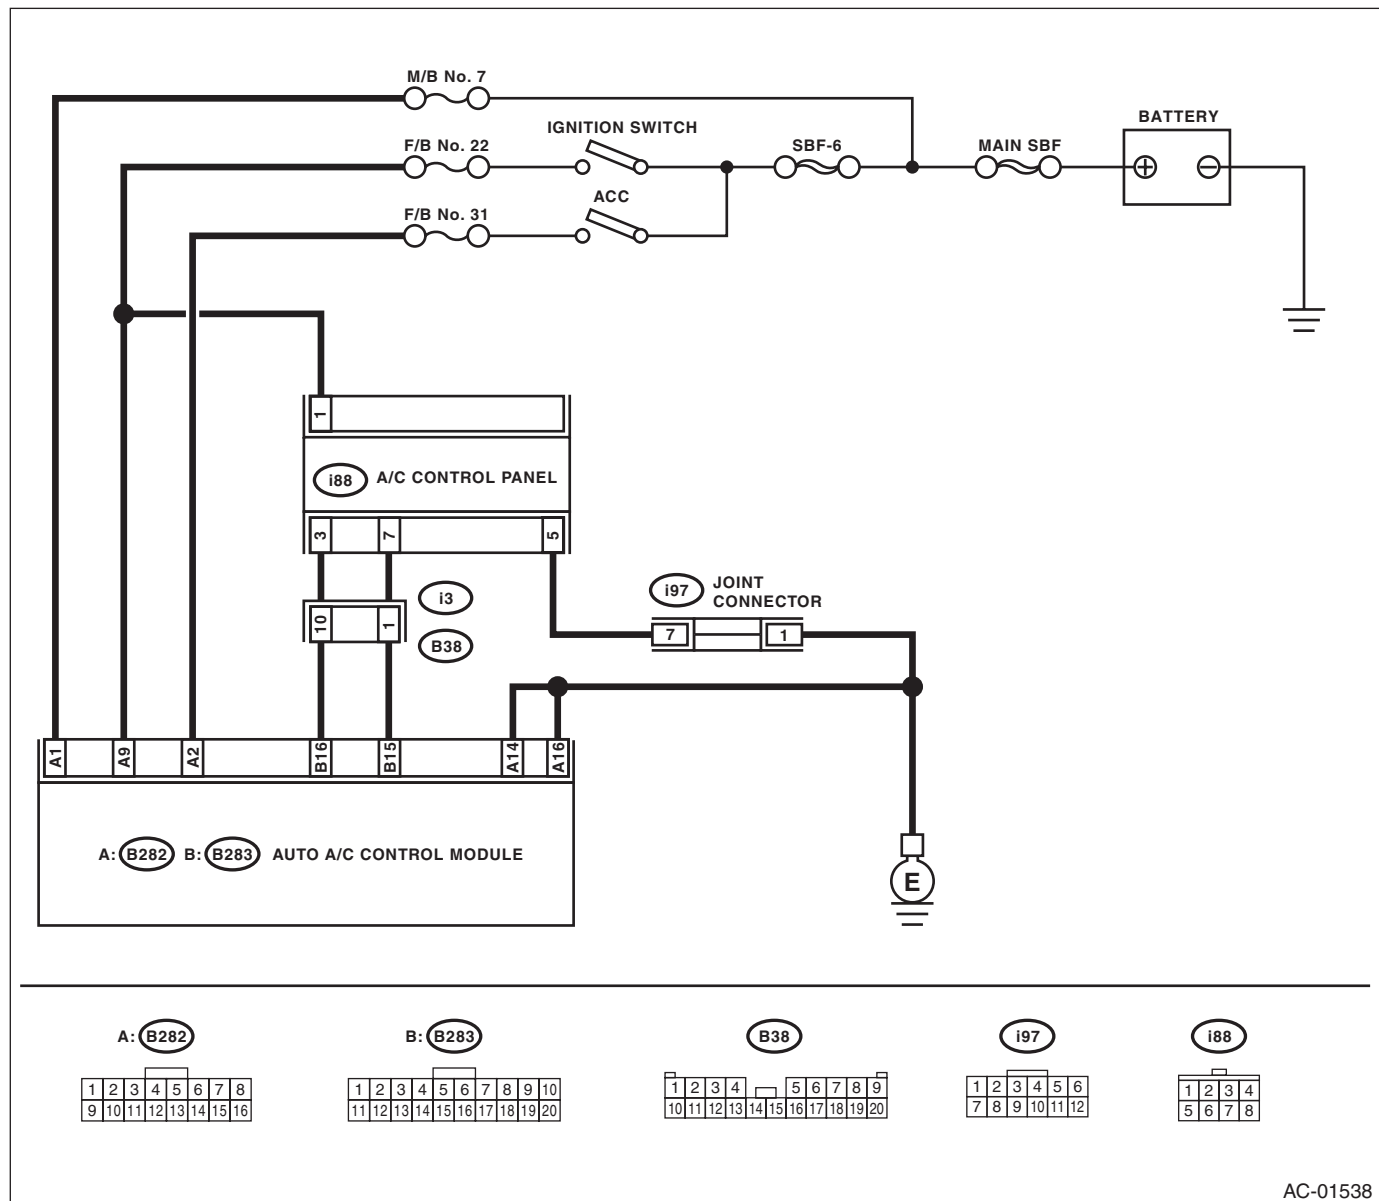 M/B No. 7
BATTERY
IGNITION SWITCH
F/B No. 22
SBF-6
MAIN SBF
ACC
F/B No. 31
1
i88 A/C CONTROL PANEL
3 7 5
i3
i97 JOINT
CONNECTOR
10 1
7 1
B38
A1 A9 A2 B16 B15 A14 A16
A: B282 B: B283 AUTO A/C CONTROL MODULE
E
A: B282
1 2 3 4 5 6 7 8
9 10 11 12 13 14 15 16
B: B283
1 2 3 4 5 6 7 8 9 10
11 12 13 14 15 16 17 18 19 20
B38
1 2 3 4 5 6 7 8 9
10 11 12 13 14 15 16 17 18 19 20
i97
1 2 3 4 5 6
7 8 9 10 11 12
i88
1 2 3 4
5 6 7 8
AC-01538